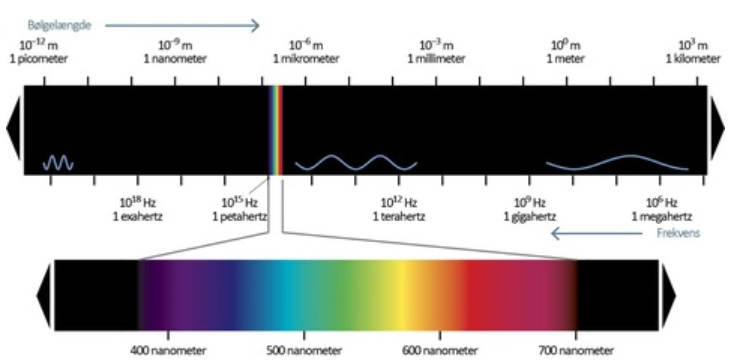 Bølgelængde
10⁻¹² m
1 picometer
10⁻⁹ m
1 nanometer
10⁻⁶ m
1 mikrometer
10⁻³ m
1 millimeter
10⁰ m
1 meter
10³ m
1 kilometer
10¹⁸ Hz
1 exahertz
10¹⁵ Hz
1 petahertz
10¹² Hz
1 terahertz
10⁹ Hz
1 gigahertz
10⁶ Hz
1 megahertz
Frekvens
400 nanometer
500 nanometer
600 nanometer
700 nanometer